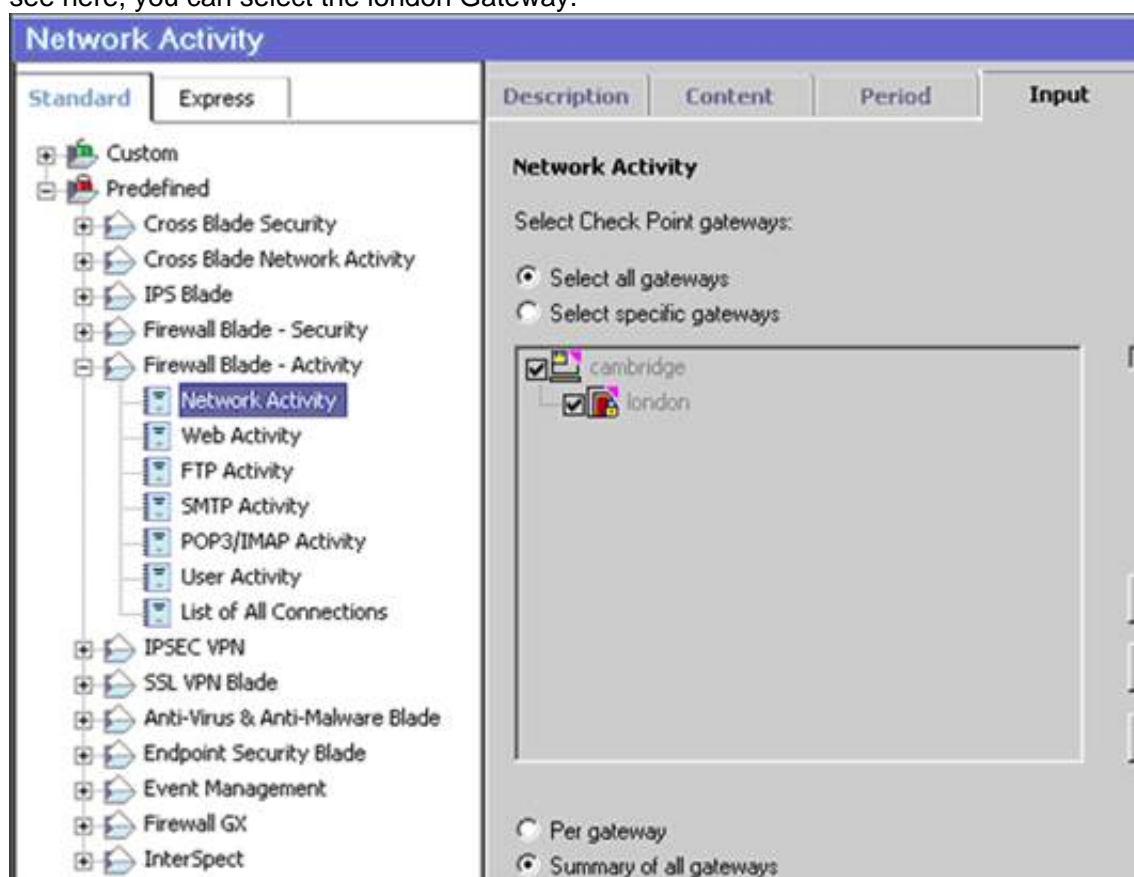 see here, you can select the london Gateway.
Network Activity
Standard Express
Custom
Predefined
Cross Blade Security
Cross Blade Network Activity
IPS Blade
Firewall Blade - Security
Firewall Blade - Activity
Network Activity
Web Activity
FTP Activity
SMTP Activity
POP3/IMAP Activity
User Activity
List of All Connections
IPSEC VPN
SSL VPN Blade
Anti-Virus & Anti-Malware Blade
Endpoint Security Blade
Event Management
Firewall GX
InterSpect
Description Content Period Input
Network Activity
Select Check Point gateways:
Select all gateways
Select specific gateways
cambridge
london
Per gateway
Summary of all gateways